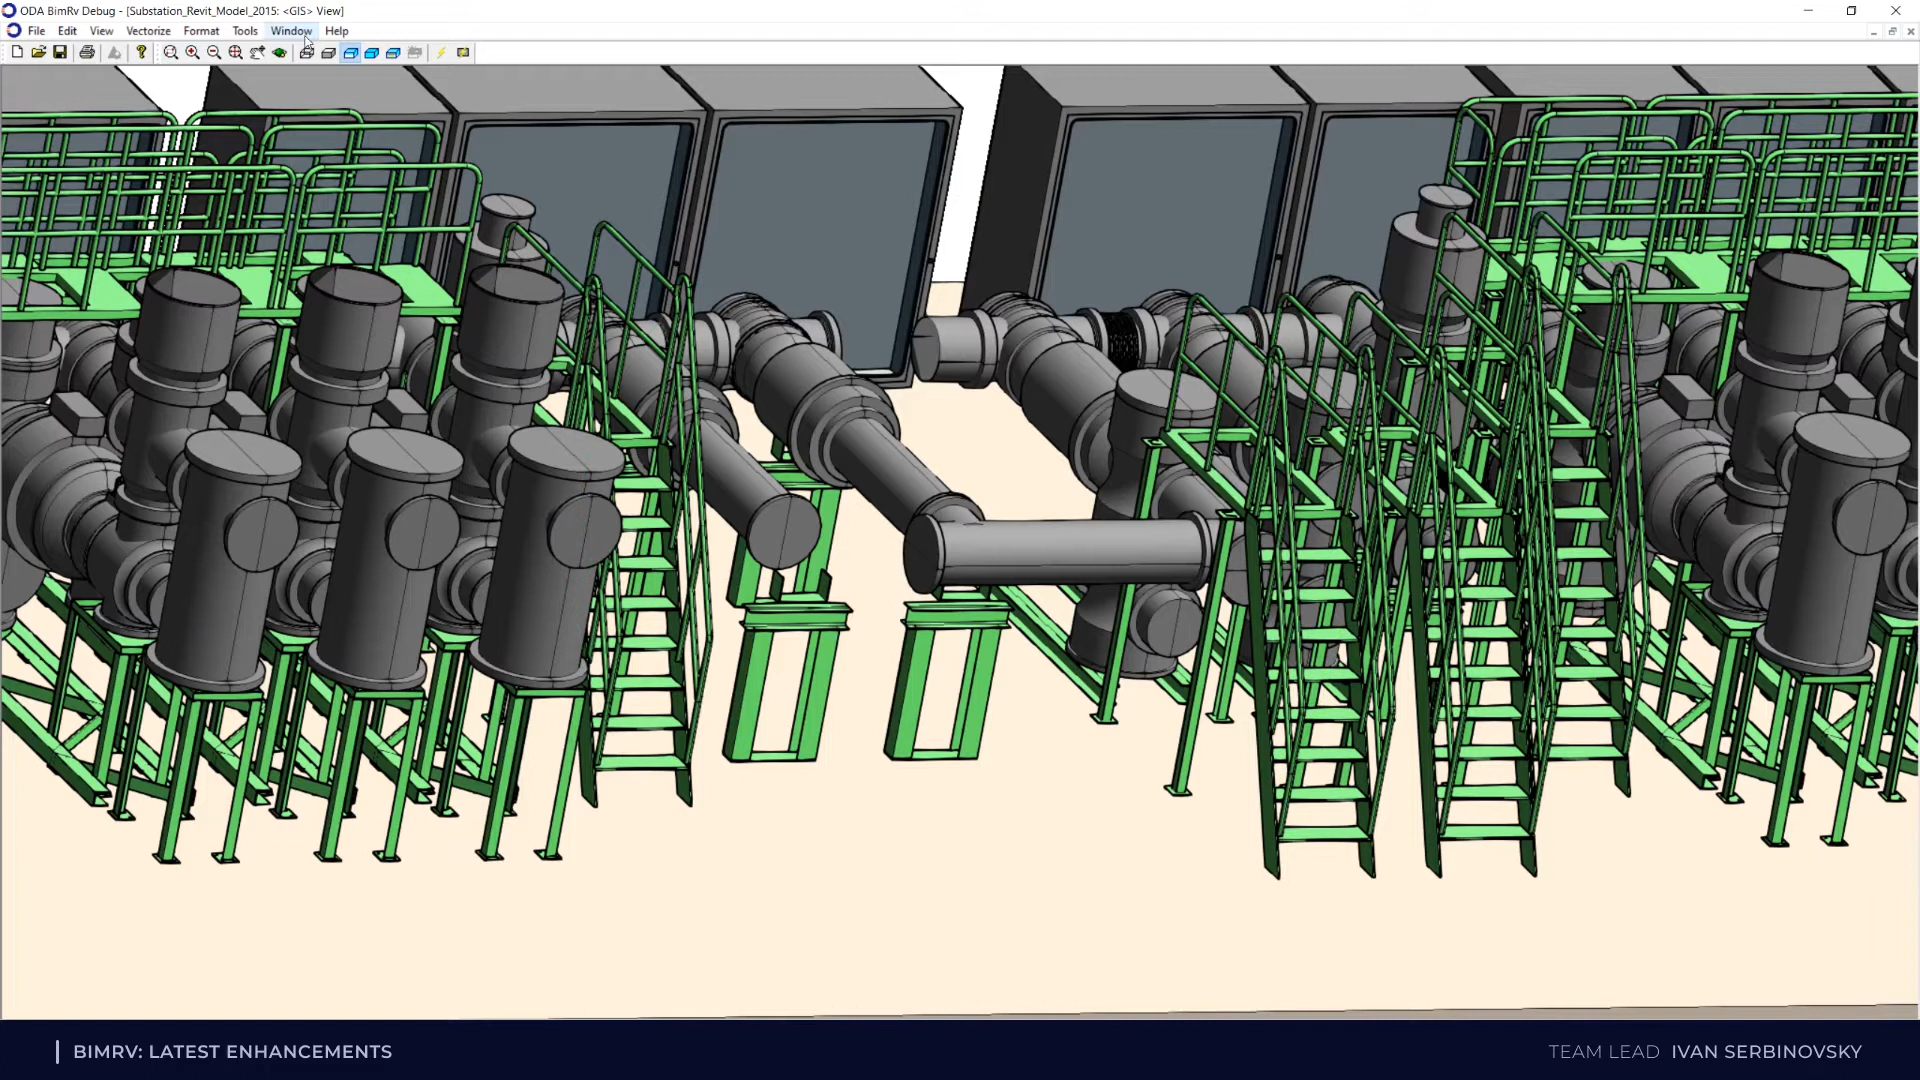 ODA BimRv Debug - [Substation_Revit_Model_2015: <GIS> View]
File Edit View Vectorize Format Tools Window Help
BIMRV: LATEST ENHANCEMENTS
TEAM LEAD IVAN SERBINOVSKY